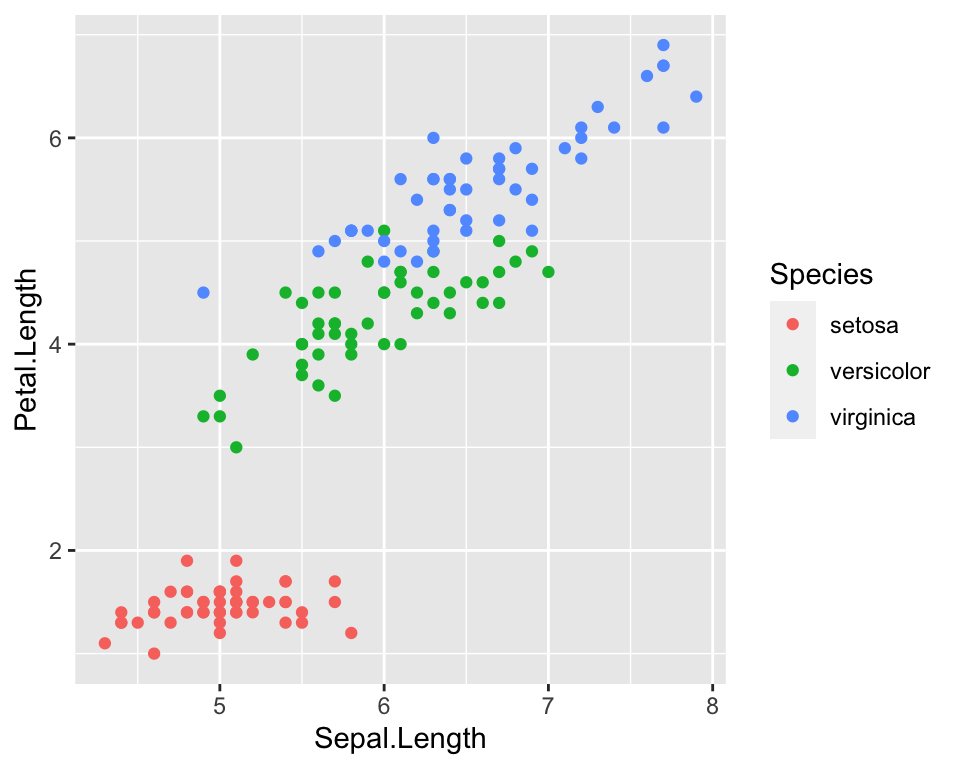 6
4
2
Petal.Length
5 6 7 8
Sepal.Length
Species
setosa
versicolor
virginica